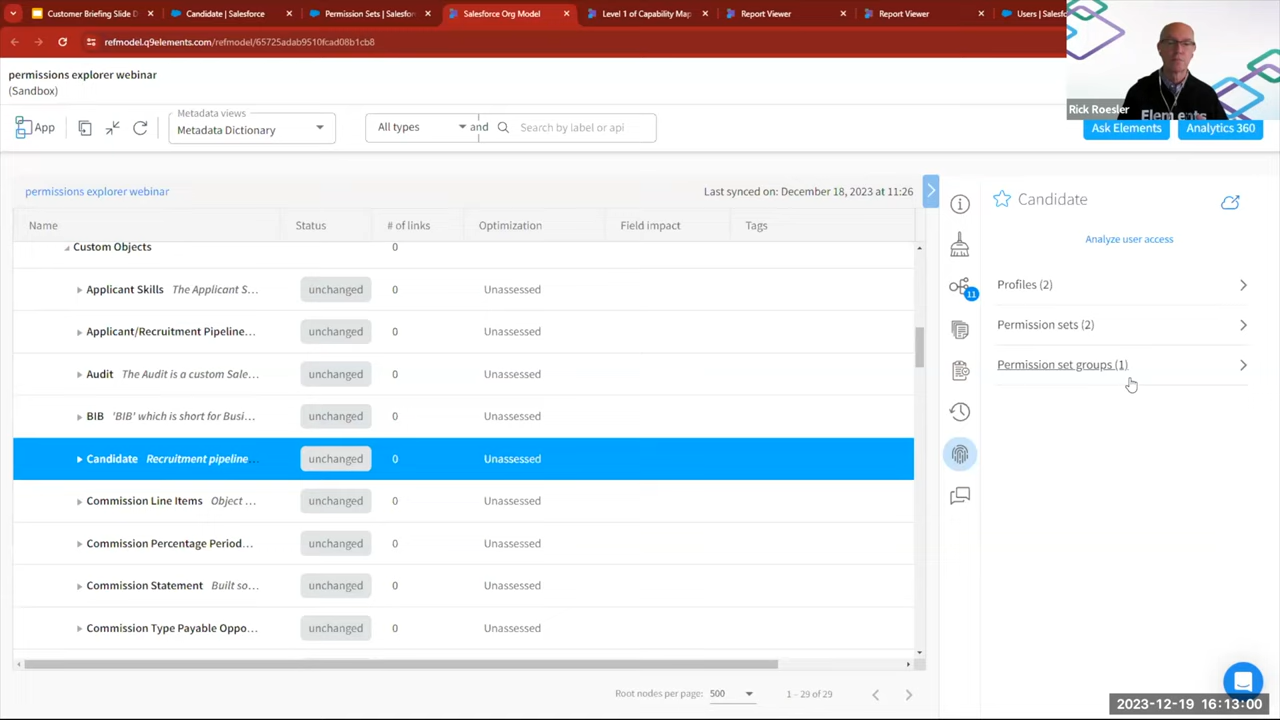 Customer Briefing Slide D
Candidate | Salesforce
Permission Sets | Salesfor
Salesforce Org Model
Level 1 of Capability Ma
Report Viewer
Report Viewer
Users | Salesfo
refmodel.q9elements.com/refmodel/65725adab9510fcad08b1cb8
permissions explorer webinar
(Sandbox)
Rick Roesler
App
Metadata views
Metadata Dictionary
All types
and
Search by label or api
Ask Elements
Analytics 360
permissions explorer webinar
Last synced on: December 18, 2023 at 11:26
Name Status # of links Optimization Field impact Tags
Custom Objects 0
Applicant Skills The Applicant S... unchanged 0 Unassessed
Applicant/Recruitment Pipeline... unchanged 0 Unassessed
Audit The Audit is a custom Sale... unchanged 0 Unassessed
BIB 'BIB' which is short for Busi... unchanged 0 Unassessed
Candidate Recruitment pipeline... unchanged 0 Unassessed
Commission Line Items Object ... unchanged 0 Unassessed
Commission Percentage Period... unchanged 0 Unassessed
Commission Statement Built so... unchanged 0 Unassessed
Commission Type Payable Oppo... unchanged 0 Unassessed
Root nodes per page: 500 1 - 29 of 29
11
Candidate
Analyze user access
Profiles (2)
Permission sets (2)
Permission set groups (1)
2023-12-19 16:13:00